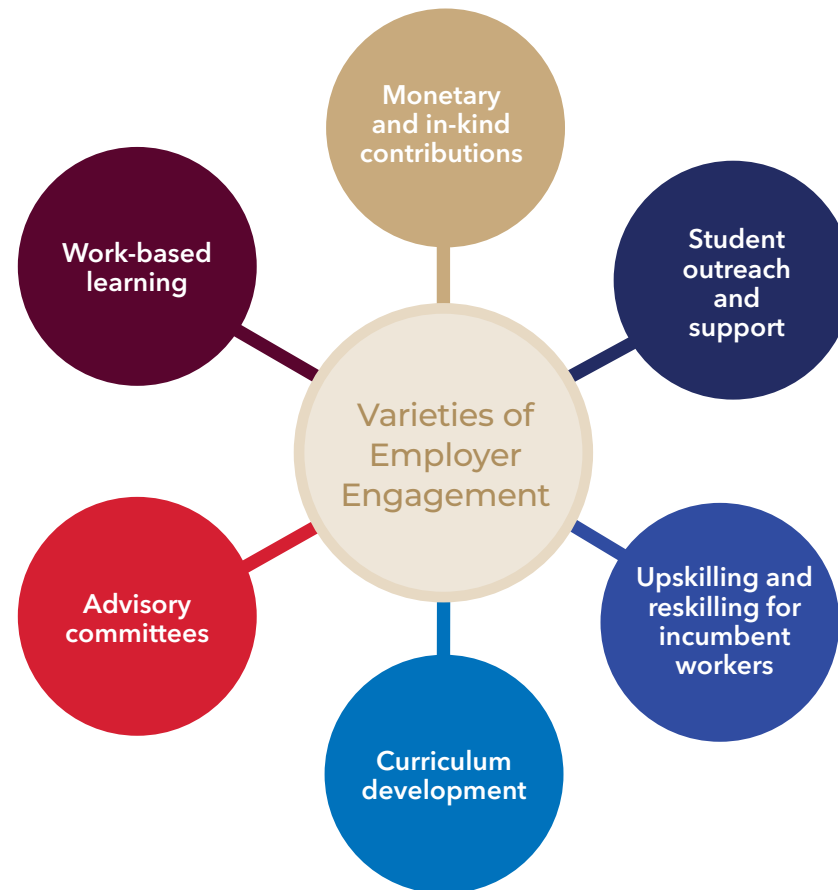 Monetary
and in-kind
contributions
Student
outreach
and
support
Upskilling and
reskilling for
incumbent
workers
Curriculum
development
Advisory
committees
Work-based
learning
Varieties of
Employer
Engagement